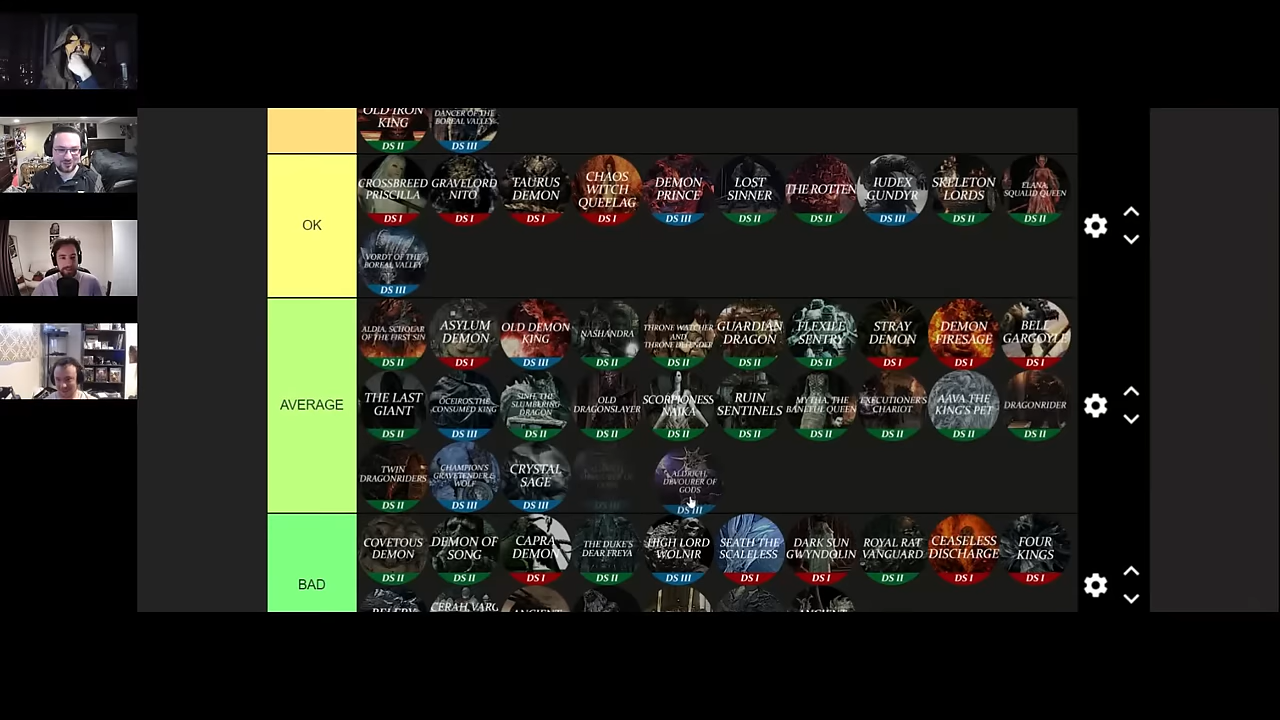 OLD IRON
KING
DS II
DANCER OF THE
BOREAL VALLEY
DS III
OK
CROSSBREED
PRISCILLA
DS I
GRAVELORD
NITO
DS I
TAURUS
DEMON
DS I
CHAOS
WITCH
QUEELAG
DS I
DEMON
PRINCE
DS III
LOST
SINNER
DS II
THE ROTTEN
DS II
IUDEX
GUNDYR
DS III
SKELETON
LORDS
DS II
ELANA,
SQUALID QUEEN
DS II
VORDY OF THE
BOREAL VALLEY
DS III
AVERAGE
ALDIA, SCHOLAR
OF THE FIRST SIN
DS II
ASYLUM
DEMON
DS I
OLD DEMON
KING
DS III
NASHANDRA
DS II
THRONE WATCHER
AND
THRONE DEFENDER
DS II
GUARDIAN
DRAGON
DS II
FLEXILE
SENTRY
DS II
STRAY
DEMON
DS I
DEMON
FIRESAGE
DS I
BELL
GARGOYLE
DS I
THE LAST
GIANT
DS II
OCEIROS, THE
CONSUMED KING
DS III
SINH, THE
SLUMBERING
DRAGON
DS II
OLD
DRAGONSLAYER
DS II
SCORPIONESS
NAJKA
DS II
RUIN
SENTINELS
DS II
MYTHA, THE
BANEFUL QUEEN
DS II
EXECUTIONER'S
CHARIOT
DS II
AAVA THE
KING'S PET
DS II
DRAGONRIDER
DS II
TWIN
DRAGONRIDERS
DS II
CHAMPION'S
GRAVETENDER &
WOLF
DS III
CRYSTAL
SAGE
DS III
DS III
ALDRICH,
DEVOURER OF
GODS
DS III
BAD
COVETOUS
DEMON
DS II
DEMON OF
SONG
DS II
CAPRA
DEMON
DS I
THE DUKE'S
DEAR FREYA
DS II
HIGH LORD
WOLNIR
DS III
SEATH THE
SCALELESS
DS I
DARK SUN
GWYNDOLIN
DS I
ROYAL RAT
VANGUARD
DS II
CEASELESS
DISCHARGE
DS I
FOUR
KINGS
DS I